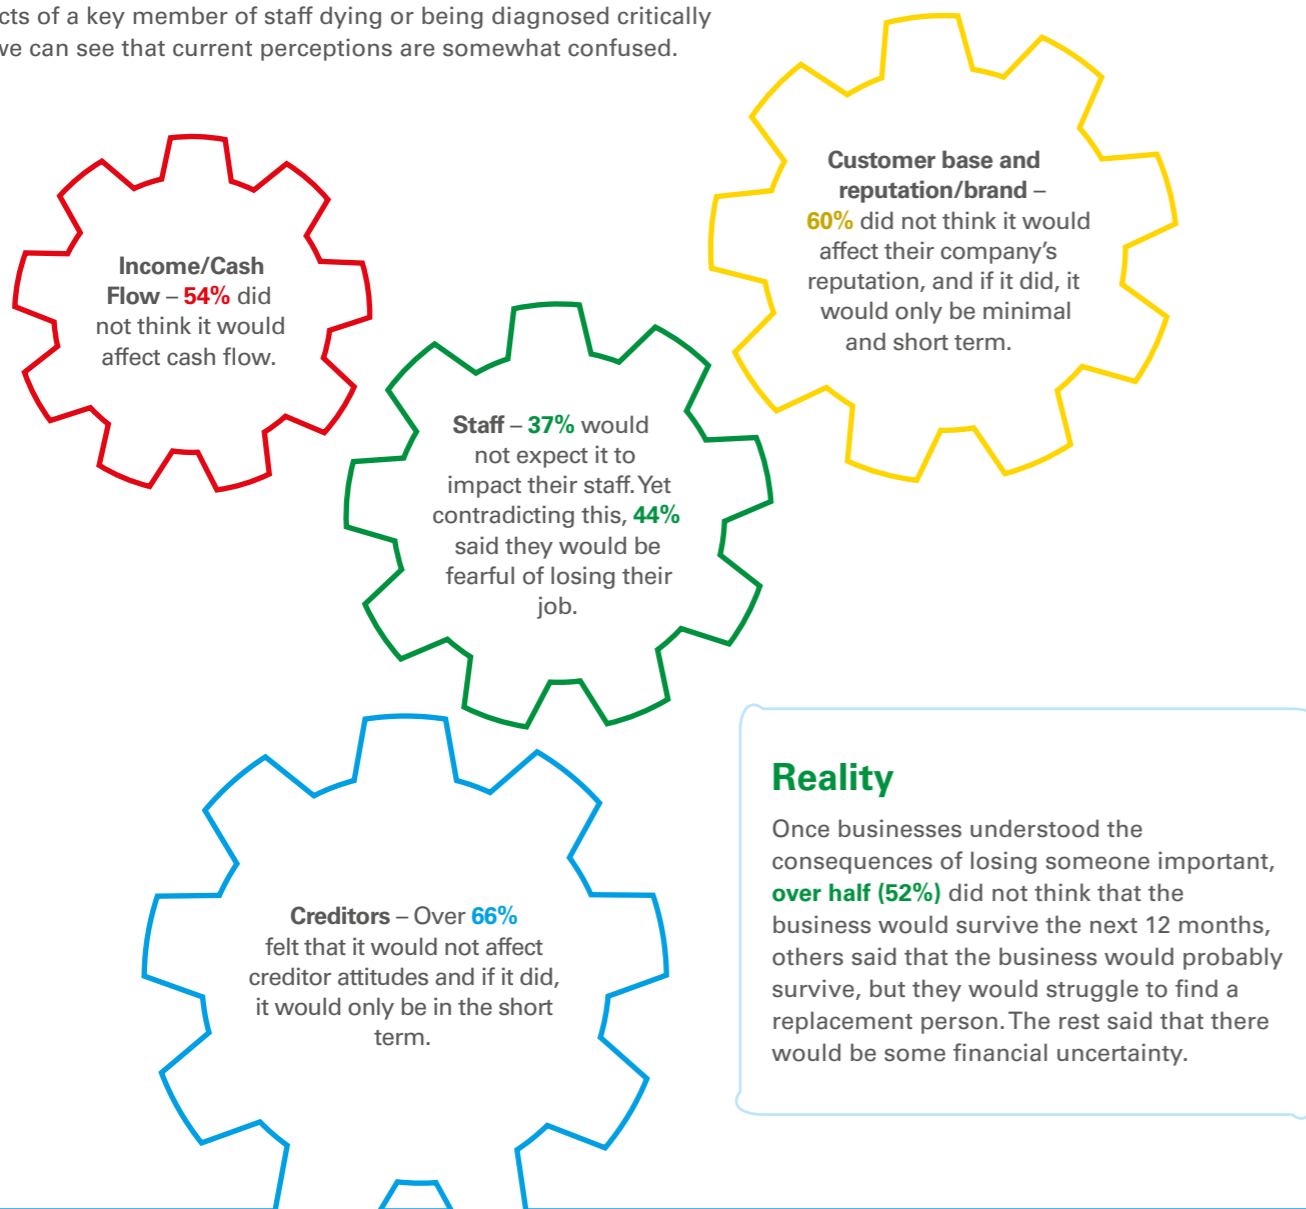 cts of a key member of staff dying or being diagnosed critically
we can see that current perceptions are somewhat confused.
Income/Cash
Flow – 54% did
not think it would
affect cash flow.
Customer base and
reputation/brand –
60% did not think it would
affect their company’s
reputation, and if it did, it
would only be minimal
and short term.
Staff – 37% would
not expect it to
impact their staff. Yet
contradicting this, 44%
said they would be
fearful of losing their
job.
Creditors – Over 66%
felt that it would not affect
creditor attitudes and if it did,
it would only be in the short
term.
Reality
Once businesses understood the
consequences of losing someone important,
over half (52%) did not think that the
business would survive the next 12 months,
others said that the business would probably
survive, but they would struggle to find a
replacement person. The rest said that there
would be some financial uncertainty.